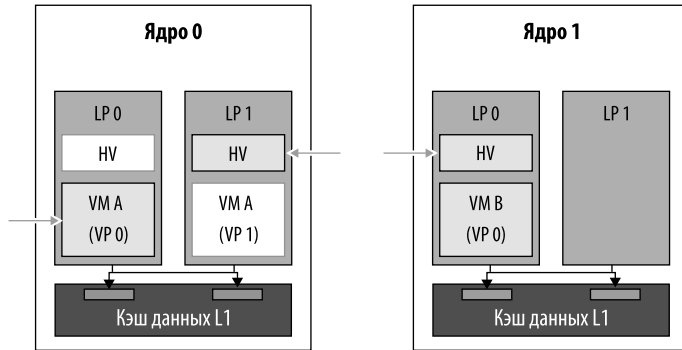 Ядро 0
LP 0
LP 1
HV
HV
VM A
(VP 0)
VM A
(VP 1)
Кэш данных L1
Ядро 1
LP 0
LP 1
HV
VM B
(VP 0)
Кэш данных L1